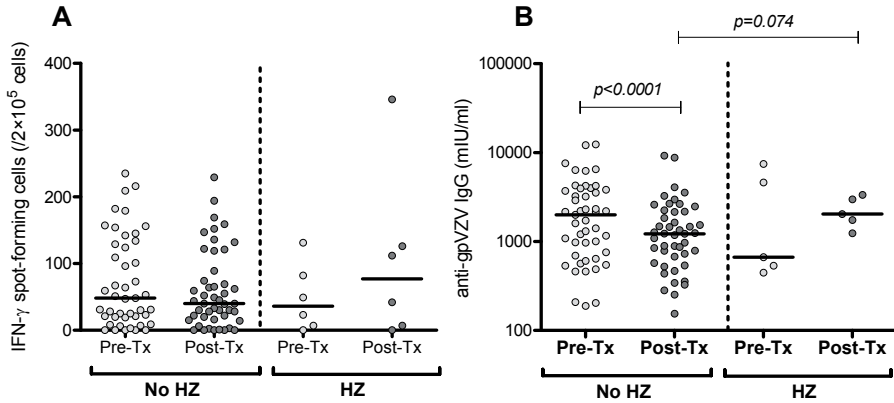 A
IFN-γ spot-forming cells (/2×10⁵ cells)
400
300
200
100
0
Pre-Tx Post-Tx Pre-Tx Post-Tx
No HZ HZ
B
p=0.074
p<0.0001
anti-gpVZV IgG (mIU/ml)
100000
10000
1000
100
Pre-Tx Post-Tx Pre-Tx Post-Tx
No HZ HZ